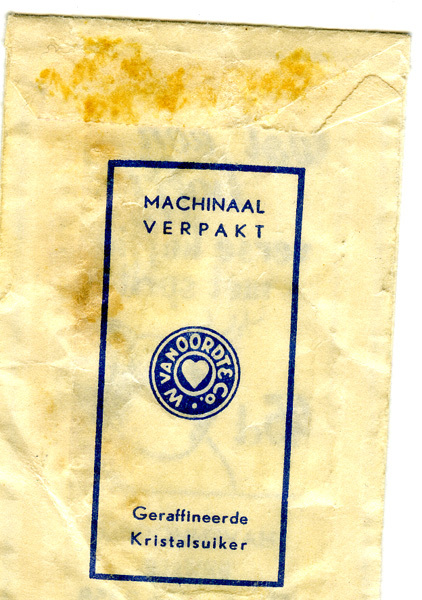 MACHINAAL
VERPAKT
W. VAN OORDT & Co.
Geraffineerde
Kristalsuiker